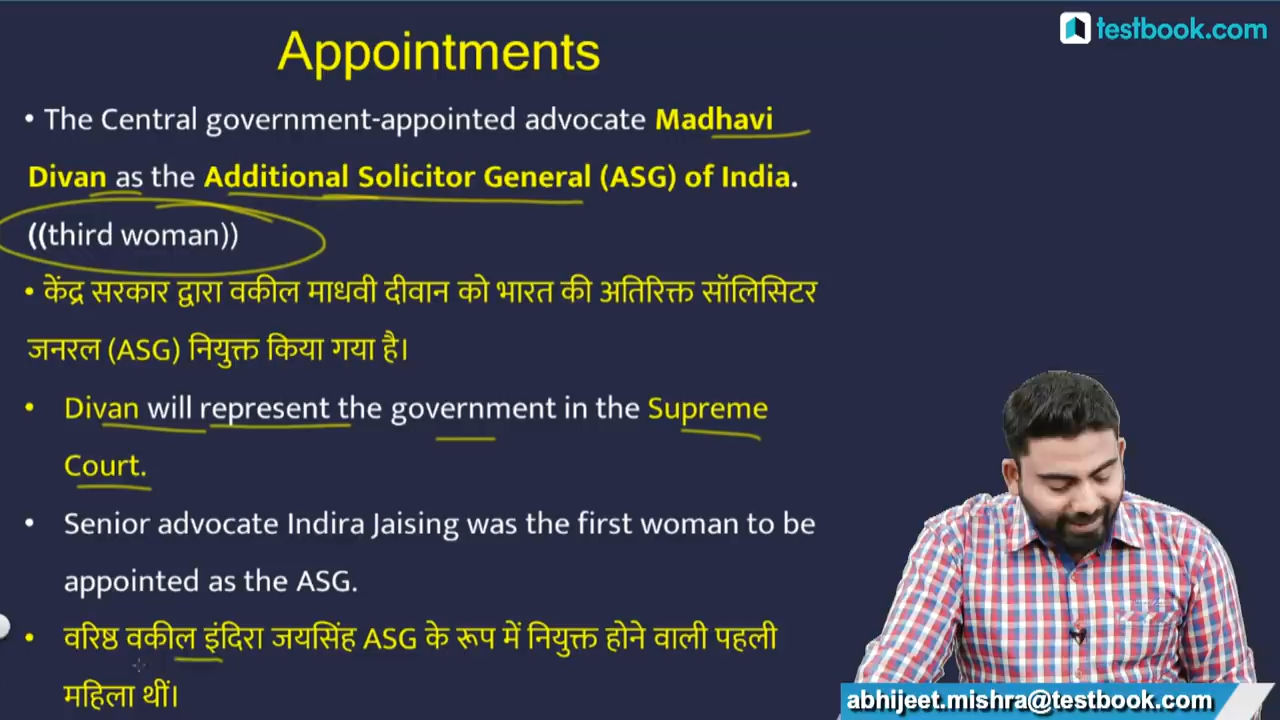 testbook.com
Appointments
• The Central government-appointed advocate Madhavi
Divan as the Additional Solicitor General (ASG) of India.
((third woman))
• केंद्र सरकार द्वारा वकील माधवी दीवान को भारत की अतिरिक्त सॉलिसिटर
जनरल (ASG) नियुक्त किया गया है।
• Divan will represent the government in the Supreme
Court.
• Senior advocate Indira Jaising was the first woman to be
appointed as the ASG.
• वरिष्ठ वकील इंदिरा जयसिंह ASG के रूप में नियुक्त होने वाली पहली
महिला थीं।
abhijeet.mishra@testbook.com